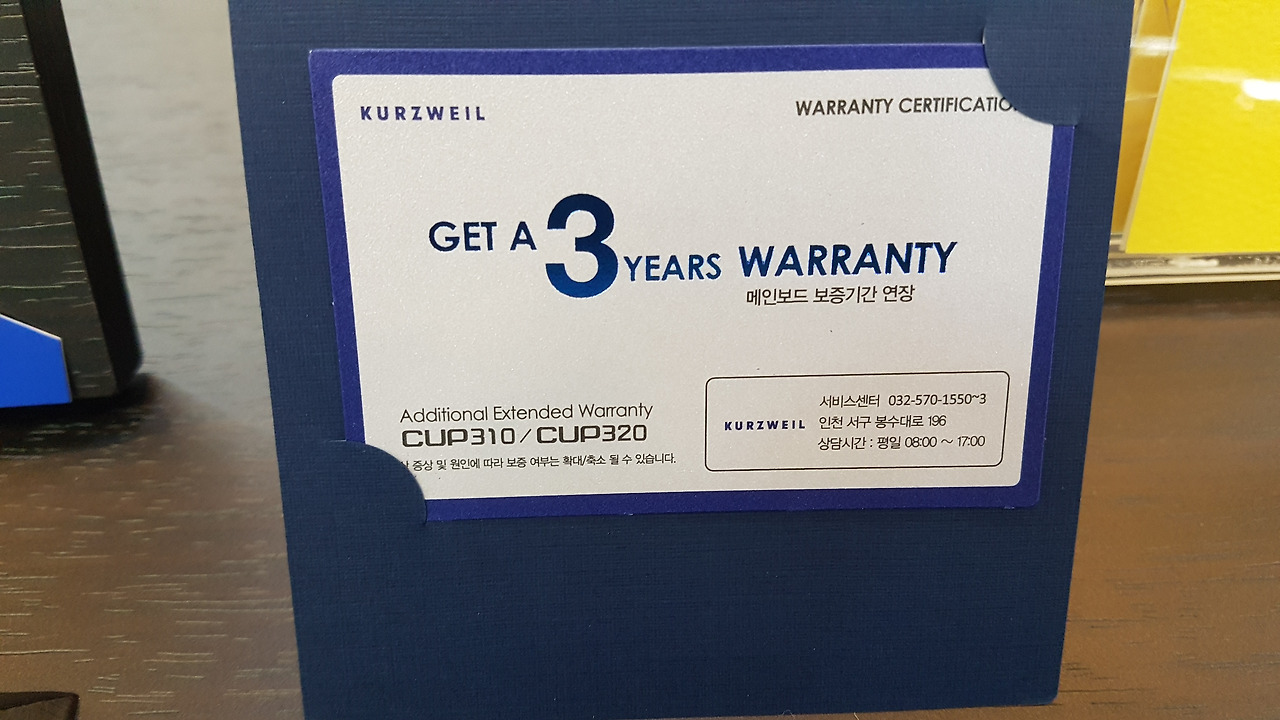 KURZWEIL
WARRANTY CERTIFICATIO
GET A 3 YEARS WARRANTY
메인보드 보증기간 연장
Additional Extended Warranty
CUP310 / CUP320
증상 및 원인에 따라 보증 여부는 확대/축소 될 수 있습니다.
KURZWEIL
서비스센터 032-570-1550~3
인천 서구 봉수대로 196
상담시간 : 평일 08:00 ~ 17:00